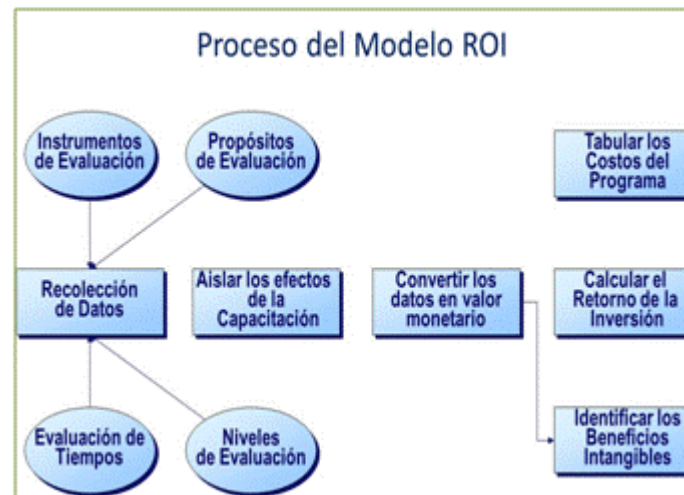 Proceso del Modelo ROI
Instrumentos
de Evaluación
Propósitos
de Evaluación
Tabular los
Costos del
Programa
Recolección
de Datos
Aislar los efectos
de la
Capacitación
Convertir los
datos en valor
monetario
Calcular el
Retorno de la
Inversión
Evaluación de
Tiempos
Niveles
de Evaluación
Identificar los
Beneficios
Intangibles